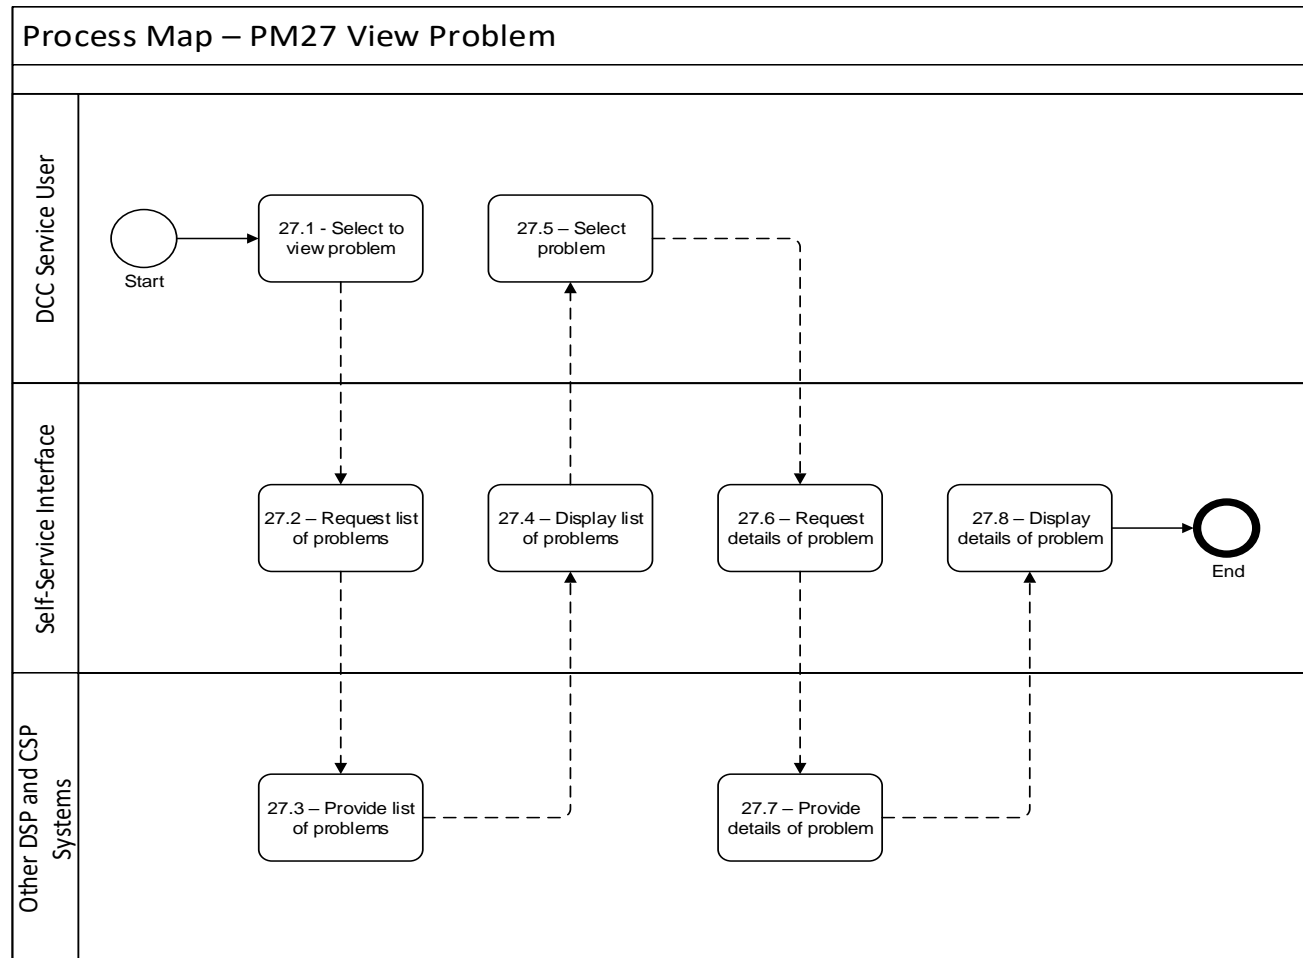 Process Map – PM27 View Problem
DCC Service User
Start
27.1 - Select to
view problem
27.5 – Select
problem
Self-Service Interface
27.2 – Request list
of problems
27.4 – Display list
of problems
27.6 – Request
details of problem
27.8 – Display
details of problem
End
Other DSP and CSP
Systems
27.3 – Provide list
of problems
27.7 – Provide
details of problem